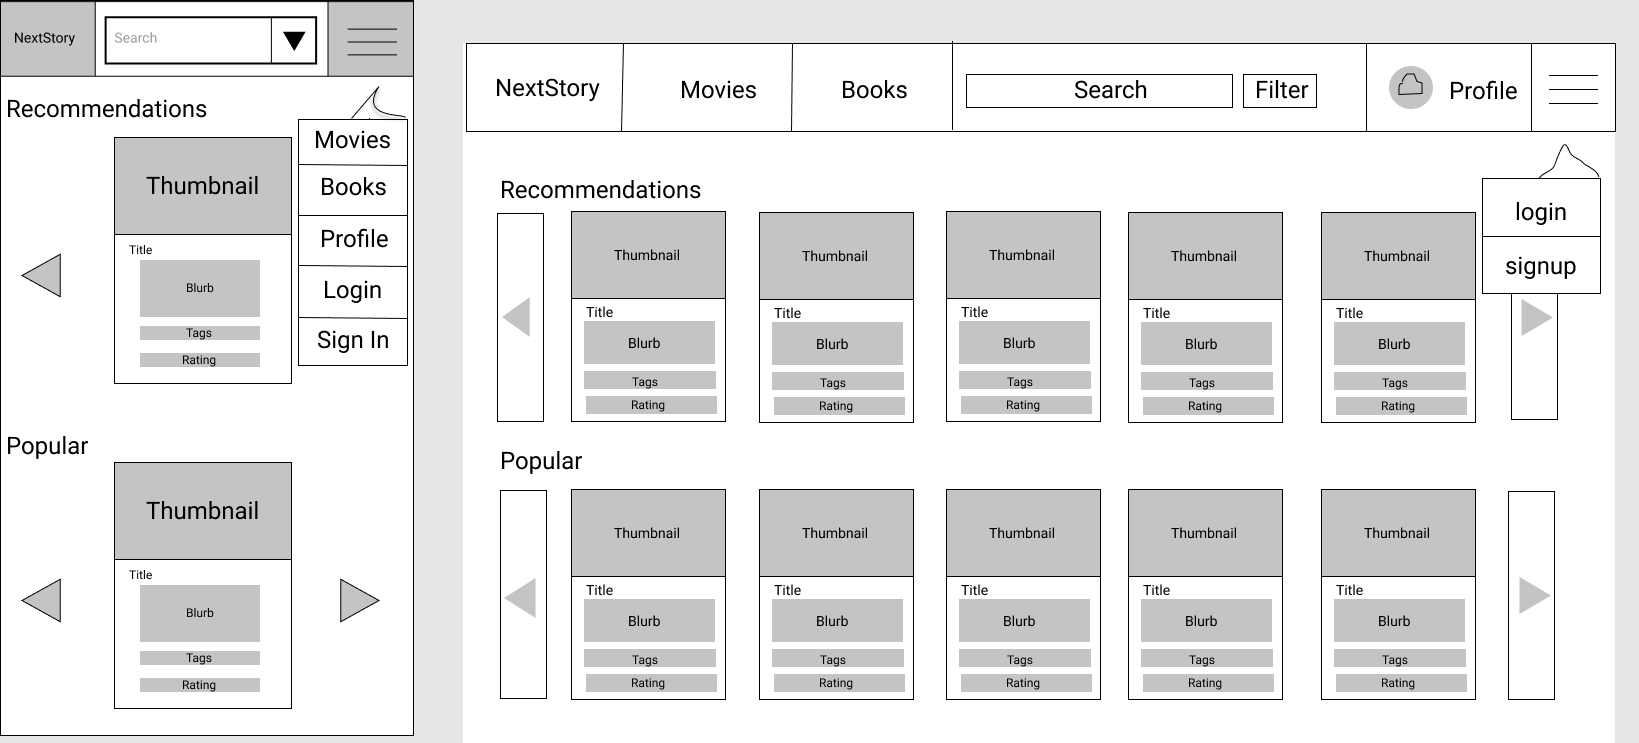 NextStory
Search
Recommendations
Thumbnail
Title
Blurb
Tags
Rating
Movies
Books
Profile
Login
Sign In
Popular
Thumbnail
Title
Blurb
Tags
Rating
NextStory Movies Books Search Filter Profile
login
signup
Recommendations
Thumbnail Thumbnail Thumbnail Thumbnail Thumbnail
Title Title Title Title Title
Blurb Blurb Blurb Blurb Blurb
Tags Tags Tags Tags Tags
Rating Rating Rating Rating Rating
Popular
Thumbnail Thumbnail Thumbnail Thumbnail Thumbnail
Title Title Title Title Title
Blurb Blurb Blurb Blurb Blurb
Tags Tags Tags Tags Tags
Rating Rating Rating Rating Rating